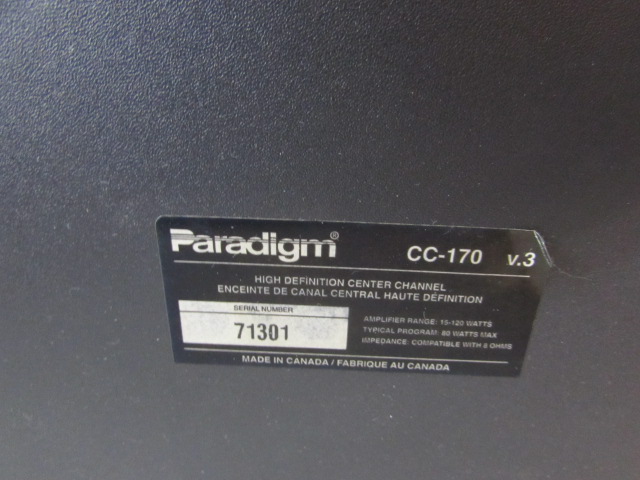 Paradigm® CC-170 v.3
HIGH DEFINITION CENTER CHANNEL
ENCEINTE DE CANAL CENTRAL HAUTE DÉFINITION
SERIAL NUMBER
71301
AMPLIFIER RANGE: 15-120 WATTS
TYPICAL PROGRAM: 80 WATTS MAX
IMPEDANCE: COMPATIBLE WITH 8 OHMS
MADE IN CANADA / FABRIQUE AU CANADA